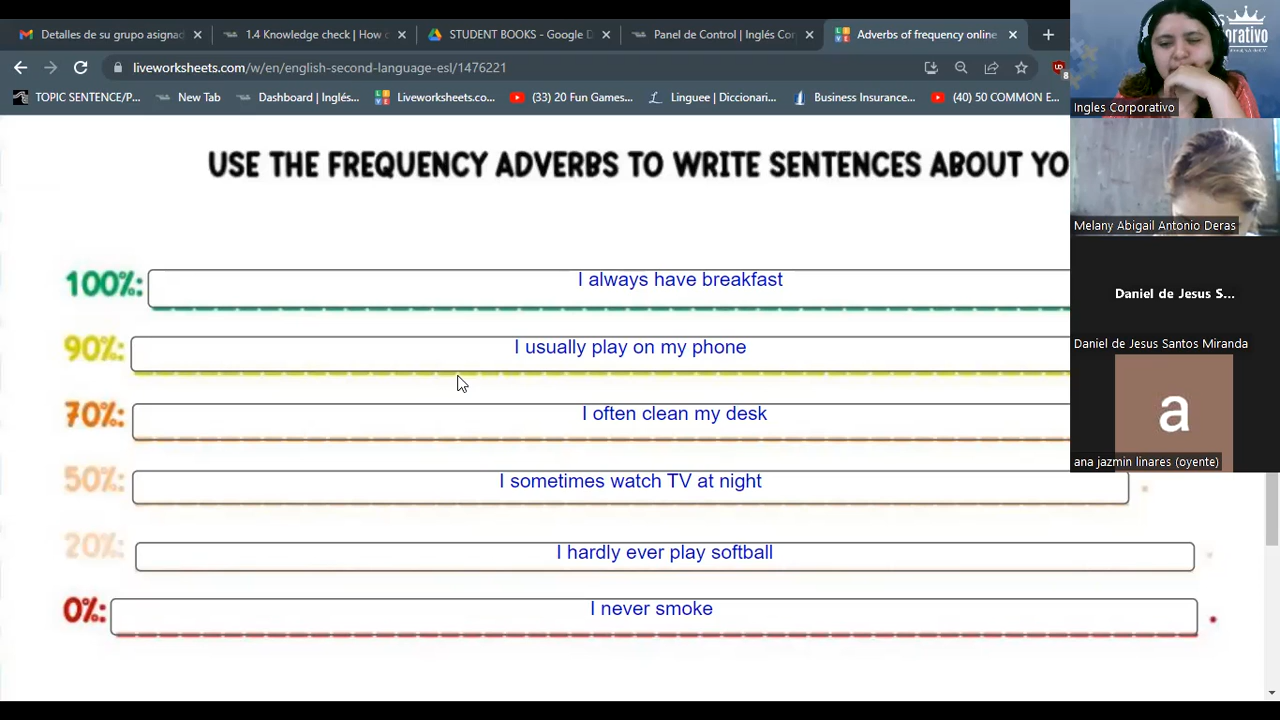 Detalles de su grupo asignad
1.4 Knowledge check | How c
STUDENT BOOKS - Google D
Panel de Control | Inglés Cor
Adverbs of frequency online
liveworksheets.com/w/en/english-second-language-esl/1476221
8
TOPIC SENTENCE/P...
New Tab
Dashboard | Inglés...
Liveworksheets.co...
(33) 20 Fun Games...
Linguee | Diccionari...
Business Insurance...
(40) 50 COMMON E...
Ingles Corporativo
USE THE FREQUENCY ADVERBS TO WRITE SENTENCES ABOUT YO
Melany Abigail Antonio Deras
100%: I always have breakfast
Daniel de Jesus S...
Daniel de Jesus Santos Miranda
90%: I usually play on my phone
70%: I often clean my desk
a
ana jazmin linares (oyente)
50%: I sometimes watch TV at night
20%: I hardly ever play softball
0%: I never smoke